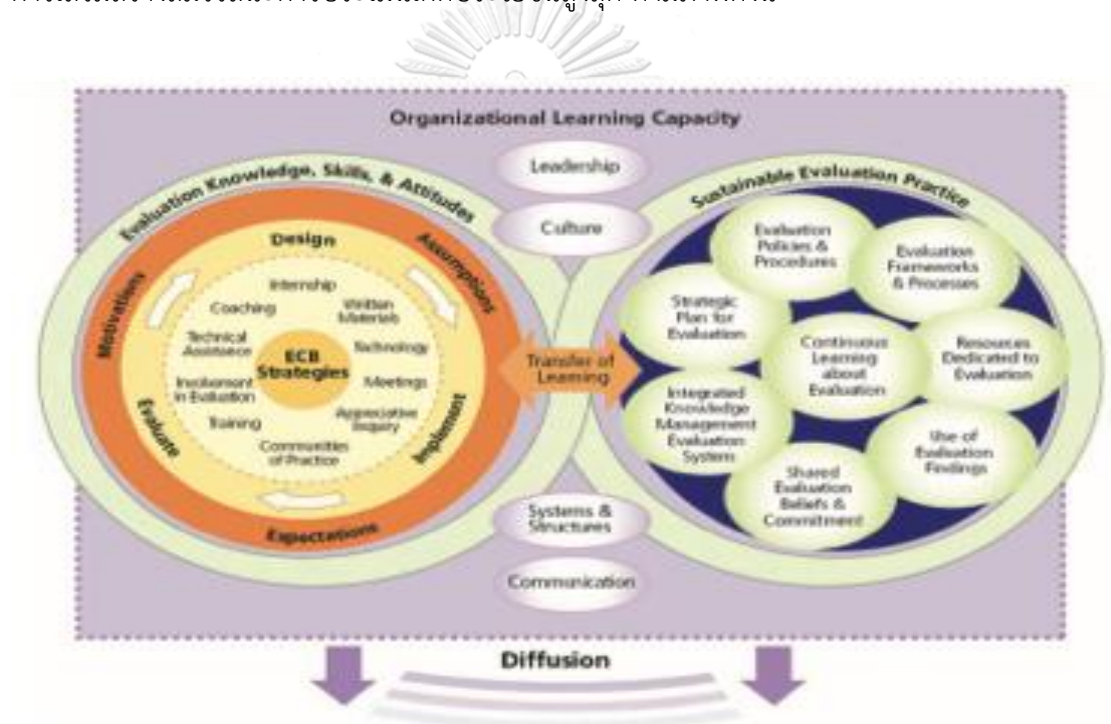 Organizational Learning Capacity
Leadership
Culture
Evaluation Knowledge, Skills, & Attitudes
Motivations
Assumptions
Expectations
Design
Implement
Evaluate
Internship
Coaching
Written
Materials
Technical
Assistance
Technology
ECB
Strategies
Involvement
in Evaluation
Meetings
Training
Appreciative
Inquiry
Communities
of Practice
Transfer of
Learning
Sustainable Evaluation Practice
Evaluation
Policies &
Procedures
Evaluation
Frameworks
& Processes
Strategic
Plan for
Evaluation
Continuous
Learning
about
Evaluation
Resources
Dedicated to
Evaluation
Integrated
Knowledge
Management
Evaluation
System
Use of
Evaluation
Findings
Shared
Evaluation
Beliefs &
Commitment
Systems &
Structures
Communication
Diffusion